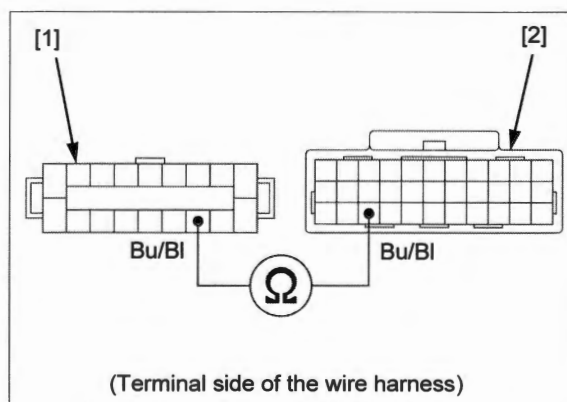 [1]
[2]
Bu/Bl
Bu/Bl
Ω
(Terminal side of the wire harness)